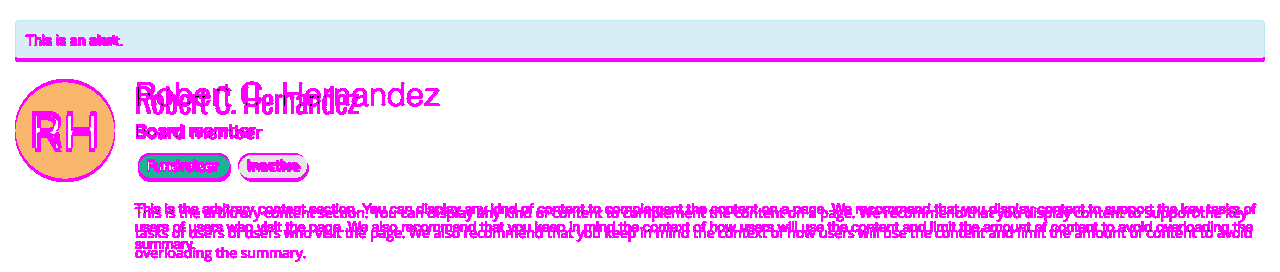 This is an alert.
RH
Robert C. Hernandez
Board member
Fundraiser Inactive
This is the arbitrary content section. You can display any kind of content to complement the content on a page. We recommend that you display content to support the key tasks of
users of users who visit the page. We also recommend that you keep in mind the context of how users will use the content and limit the amount of content to avoid overloading the
summary.